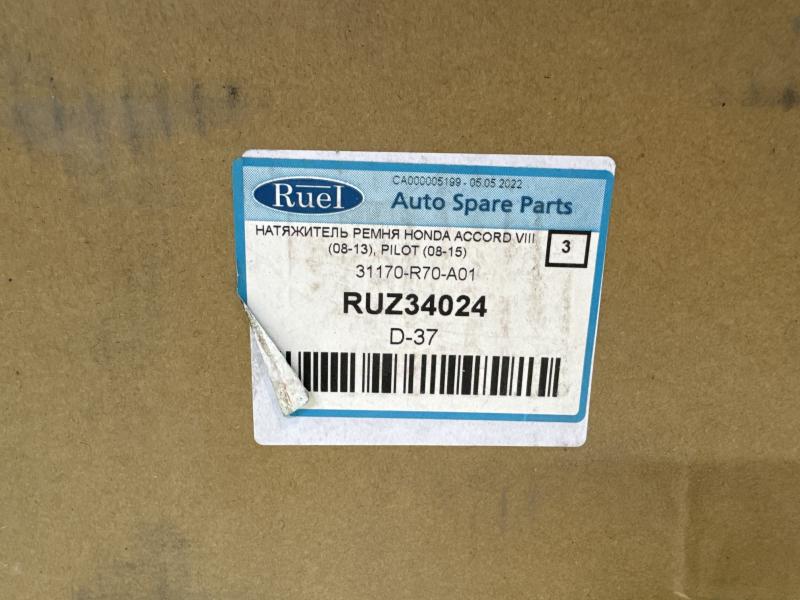 CA000005199 - 05.05.2022
Ruel
Auto Spare Parts
НАТЯЖИТЕЛЬ РЕМНЯ HONDA ACCORD VIII
(08-13), PILOT (08-15)
3
31170-R70-A01
RUZ34024
D-37